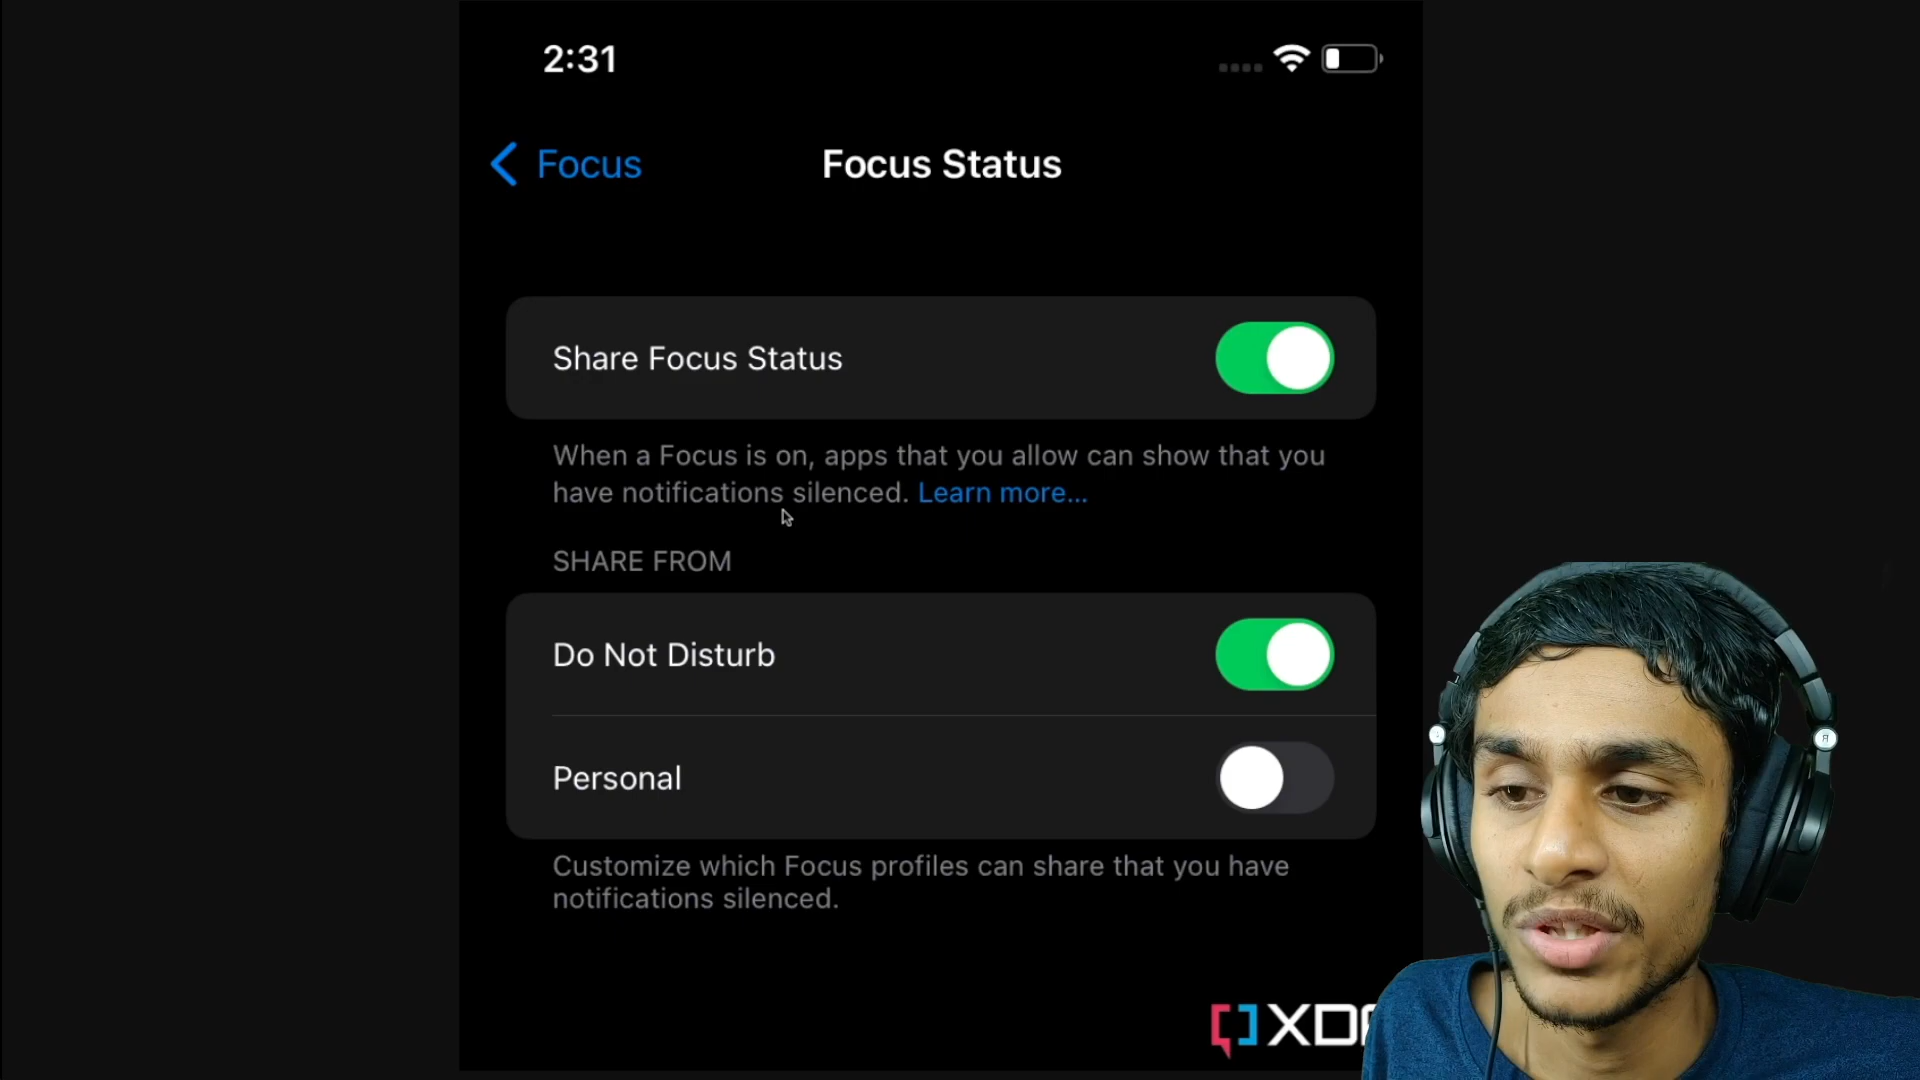 2:31
Focus
Focus Status
Share Focus Status
When a Focus is on, apps that you allow can show that you
have notifications silenced. Learn more...
SHARE FROM
Do Not Disturb
Personal
Customize which Focus profiles can share that you have
notifications silenced.
XD